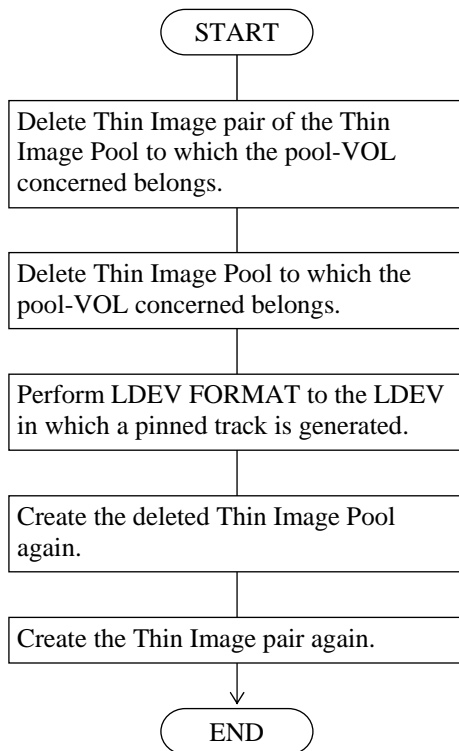 START
Delete Thin Image pair of the Thin
Image Pool to which the pool-VOL
concerned belongs.
Delete Thin Image Pool to which the
pool-VOL concerned belongs.
Perform LDEV FORMAT to the LDEV
in which a pinned track is generated.
Create the deleted Thin Image Pool
again.
Create the Thin Image pair again.
END